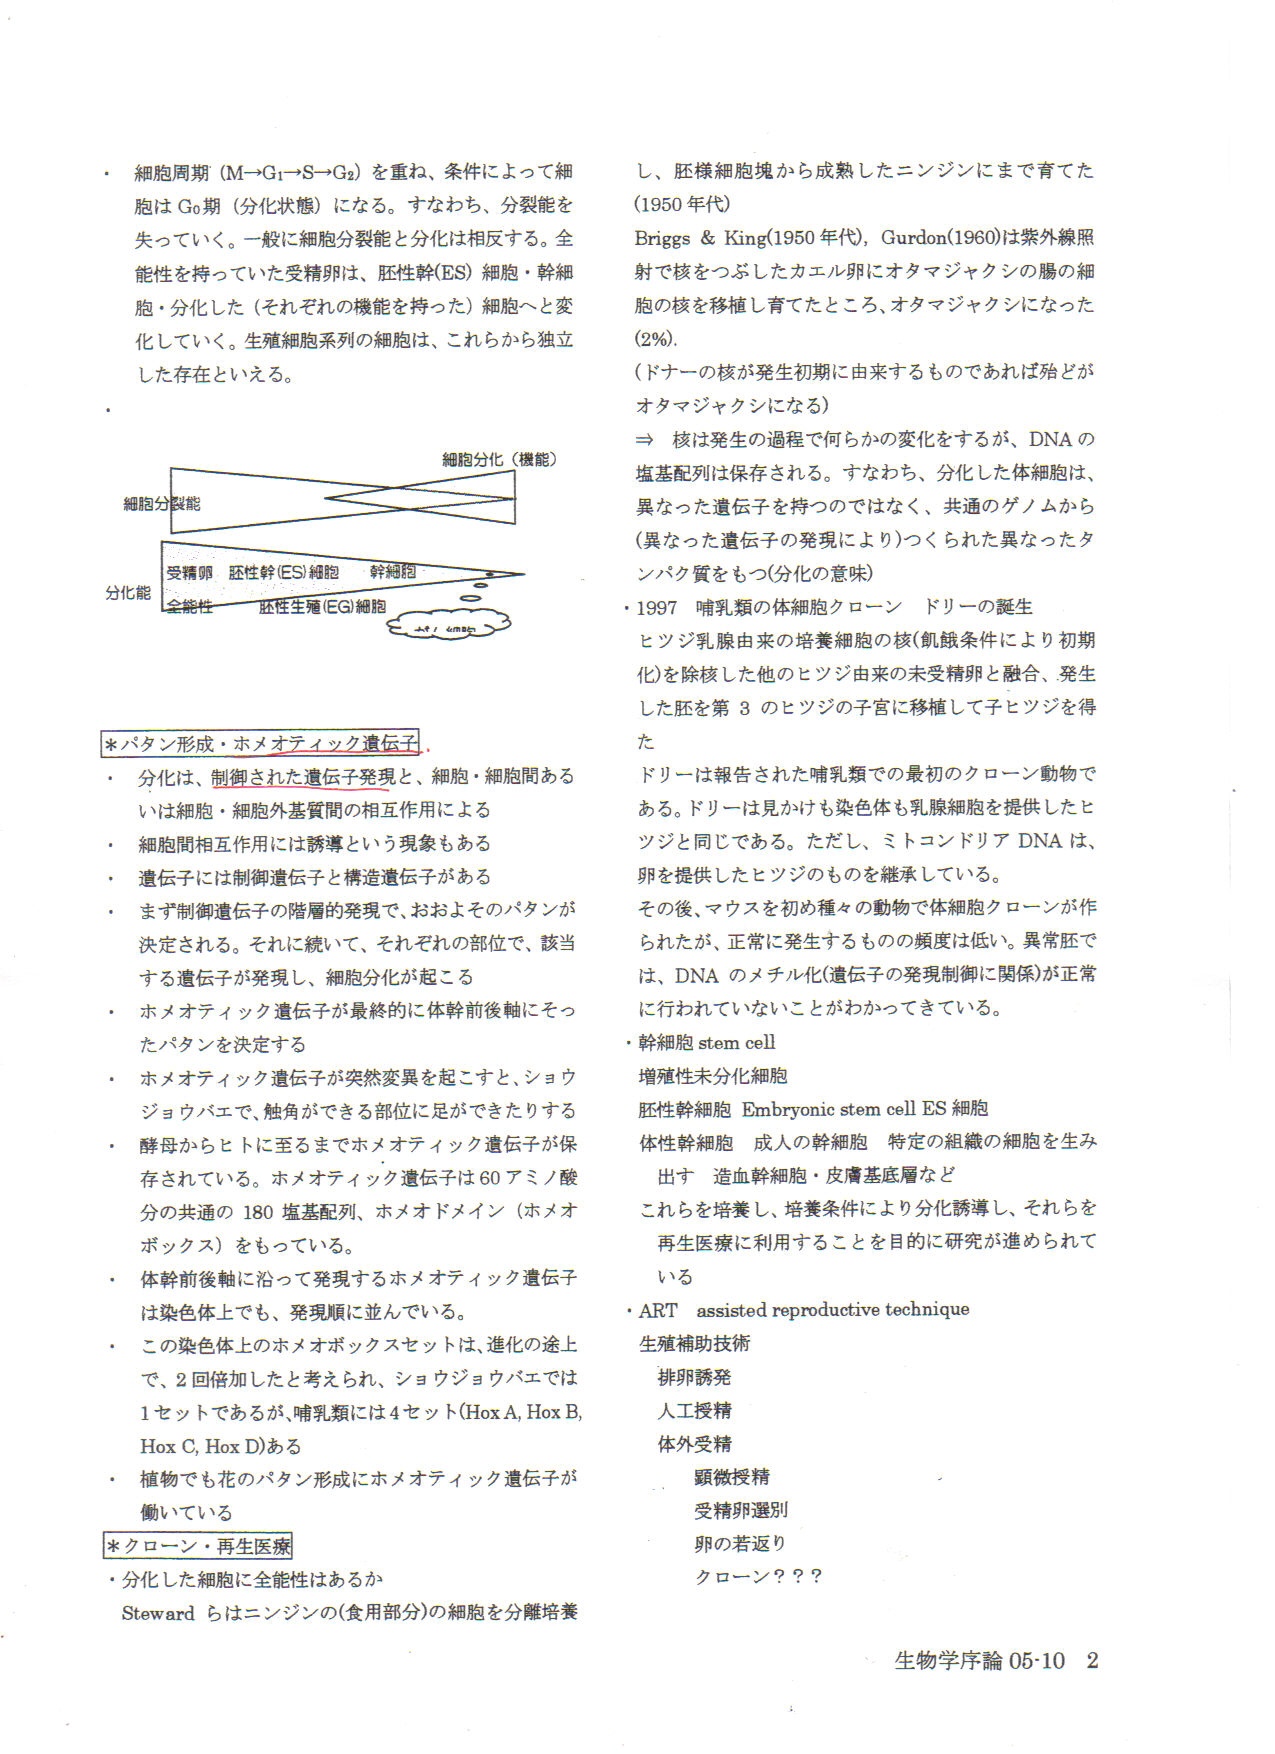 ・ 細胞周期（M→G₁→S→G₂）を重ね、条件によって細
胞は G₀期（分化状態）になる。すなわち、分裂能を
失っていく。一般に細胞分裂能と分化は相反する。全
能性を持っていた受精卵は、胚性幹(ES) 細胞・幹細
胞・分化した（それぞれの機能を持った）細胞へと変
化していく。生殖細胞系列の細胞は、これらから独立
した存在といえる。
・
細胞分化（機能）
細胞分裂能
受精卵 胚性幹(ES)細胞 幹細胞
分化能
全能性 胚性生殖(EG)細胞
細胞
＊パタン形成・ホメオティック遺伝子
・ 分化は、制御された遺伝子発現と、細胞・細胞間ある
いは細胞・細胞外基質間の相互作用による
・ 細胞間相互作用には誘導という現象もある
・ 遺伝子には制御遺伝子と構造遺伝子がある
・ まず制御遺伝子の階層的発現で、おおよそのパタンが
決定される。それに続いて、それぞれの部位で、該当
する遺伝子が発現し、細胞分化が起こる
・ ホメオティック遺伝子が最終的に体幹前後軸にそっ
たパタンを決定する
・ ホメオティック遺伝子が突然変異を起こすと、ショウ
ジョウバエで、触角ができる部位に足ができたりする
・ 酵母からヒトに至るまでホメオティック遺伝子が保
存されている。ホメオティック遺伝子は 60 アミノ酸
分の共通の 180 塩基配列、ホメオドメイン（ホメオ
ボックス）をもっている。
・ 体幹前後軸に沿って発現するホメオティック遺伝子
は染色体上でも、発現順に並んでいる。
・ この染色体上のホメオボックスセットは、進化の途上
で、2 回倍加したと考えられ、ショウジョウバエでは
1 セットであるが、哺乳類には 4 セット(Hox A, Hox B,
Hox C, Hox D)ある
・ 植物でも花のパタン形成にホメオティック遺伝子が
働いている
＊クローン・再生医療
・分化した細胞に全能性はあるか
Steward らはニンジンの(食用部分)の細胞を分離培養
し、胚様細胞塊から成熟したニンジンにまで育てた
(1950 年代)
Briggs & King(1950 年代), Gurdon(1960)は紫外線照
射で核をつぶしたカエル卵にオタマジャクシの腸の細
胞の核を移植し育てたところ、オタマジャクシになった
(2%).
(ドナーの核が発生初期に由来するものであれば殆どが
オタマジャクシになる)
⇒ 核は発生の過程で何らかの変化をするが、DNA の
塩基配列は保存される。すなわち、分化した体細胞は、
異なった遺伝子を持つのではなく、共通のゲノムから
(異なった遺伝子の発現により)つくられた異なったタ
ンパク質をもつ(分化の意味)
・1997 哺乳類の体細胞クローン ドリーの誕生
ヒツジ乳腺由来の培養細胞の核(飢餓条件により初期
化)を除核した他のヒツジ由来の未受精卵と融合、発生
した胚を第 3 のヒツジの子宮に移植して子ヒツジを得
た
ドリーは報告された哺乳類での最初のクローン動物で
ある。ドリーは見かけも染色体も乳腺細胞を提供したヒ
ツジと同じである。ただし、ミトコンドリア DNA は、
卵を提供したヒツジのものを継承している。
その後、マウスを初め種々の動物で体細胞クローンが作
られたが、正常に発生するものの頻度は低い。異常胚で
は、DNA のメチル化(遺伝子の発現制御に関係)が正常
に行われていないことがわかってきている。
・幹細胞 stem cell
増殖性未分化細胞
胚性幹細胞 Embryonic stem cell ES 細胞
体性幹細胞 成人の幹細胞 特定の組織の細胞を生み
出す 造血幹細胞・皮膚基底層など
これらを培養し、培養条件により分化誘導し、それらを
再生医療に利用することを目的に研究が進められて
いる
・ART assisted reproductive technique
生殖補助技術
排卵誘発
人工授精
体外受精
顕微授精
受精卵選別
卵の若返り
クローン？？？
生物学序論 05-10 2